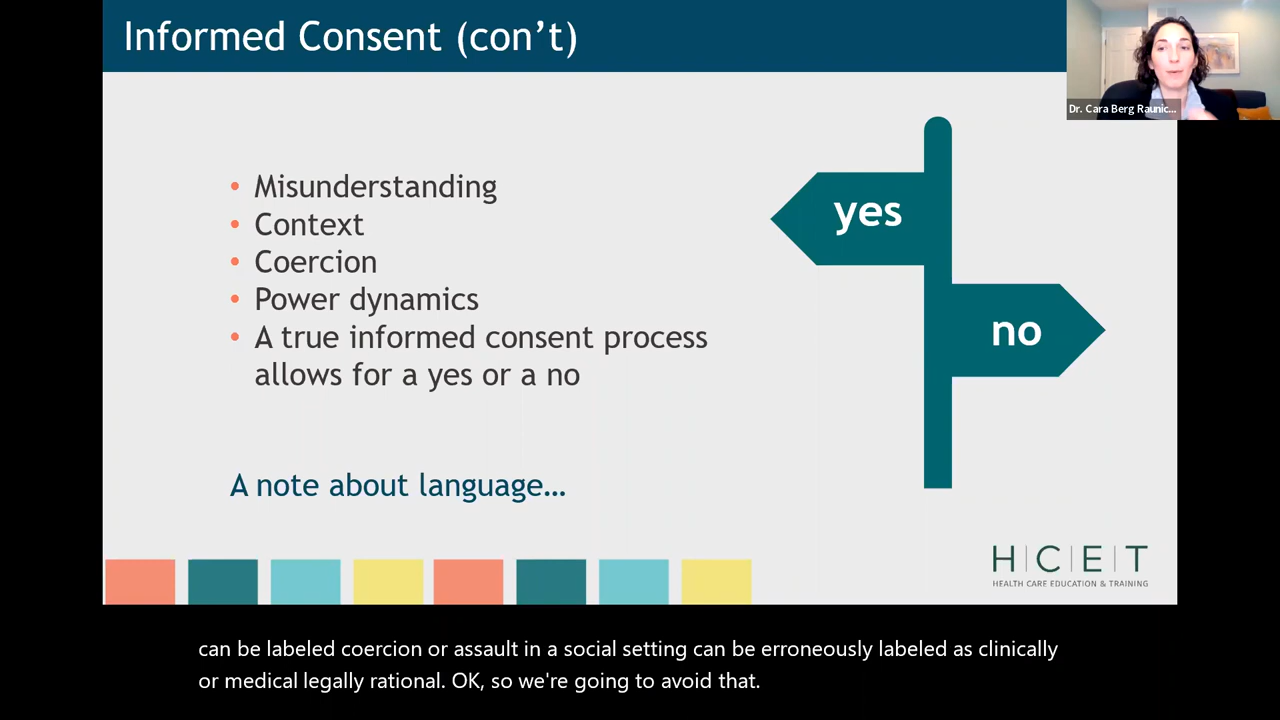 Informed Consent (con’t)
Dr. Cara Berg Raunic...
• Misunderstanding
• Context
• Coercion
• Power dynamics
• A true informed consent process
allows for a yes or a no
yes
no
A note about language…
H|C|E|T
HEALTH CARE EDUCATION & TRAINING
can be labeled coercion or assault in a social setting can be erroneously labeled as clinically
or medical legally rational. OK, so we're going to avoid that.